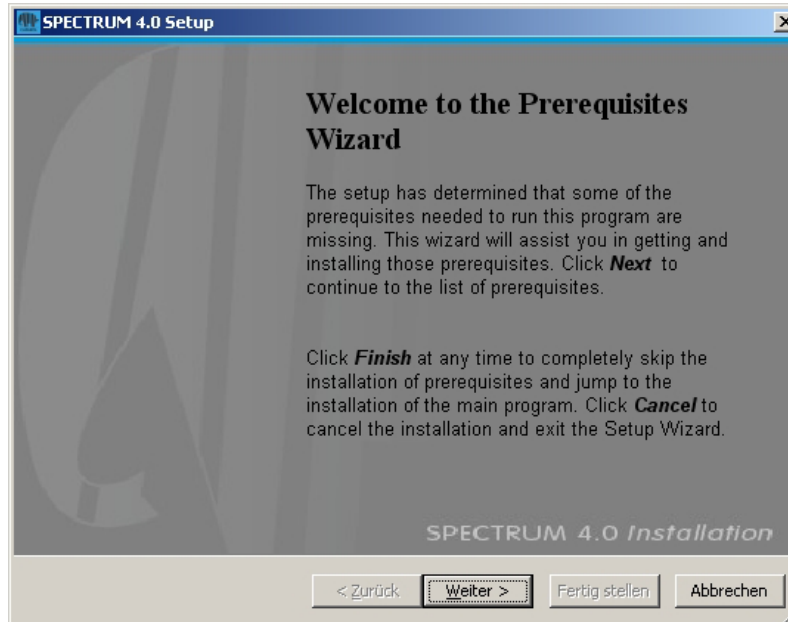 SPECTRUM 4.0 Setup
Welcome to the Prerequisites
Wizard
The setup has determined that some of the
prerequisites needed to run this program are
missing. This wizard will assist you in getting and
installing those prerequisites. Click Next to
continue to the list of prerequisites.
Click Finish at any time to completely skip the
installation of prerequisites and jump to the
installation of the main program. Click Cancel to
cancel the installation and exit the Setup Wizard.
SPECTRUM 4.0 Installation
< Zurück Weiter > Fertig stellen Abbrechen